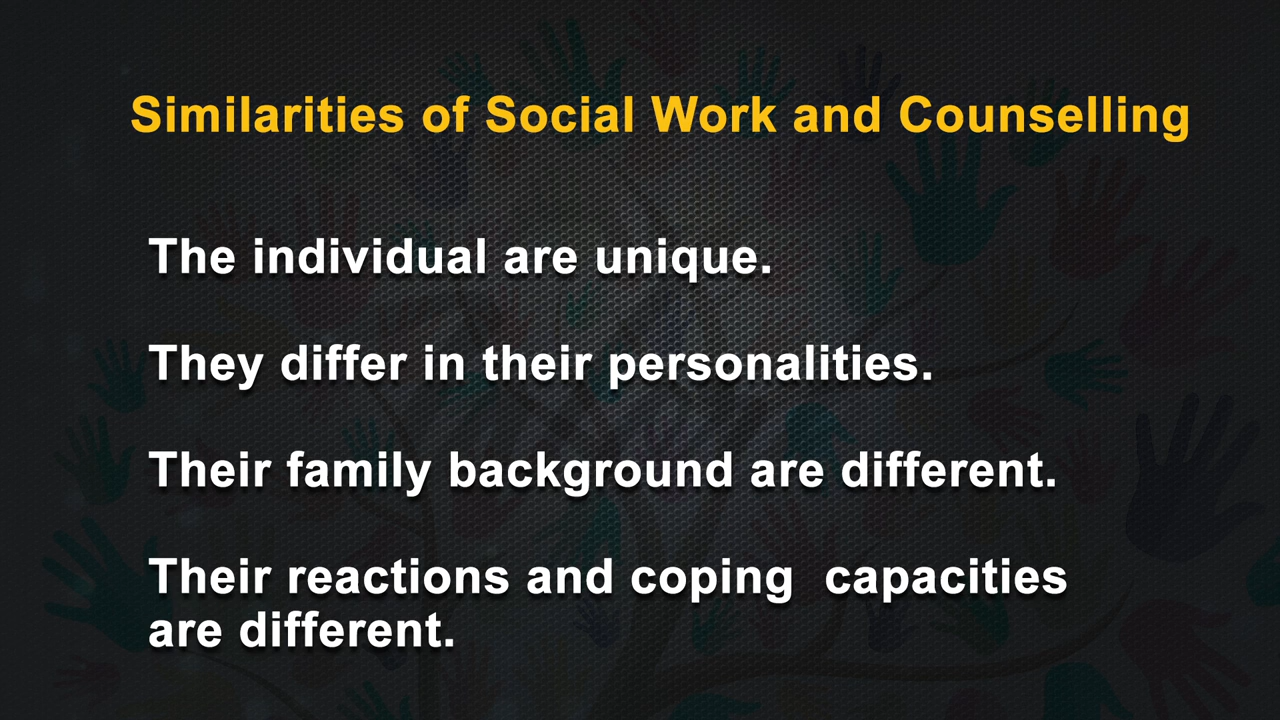 Similarities of Social Work and Counselling
The individual are unique.
They differ in their personalities.
Their family background are different.
Their reactions and coping  capacities
are different.